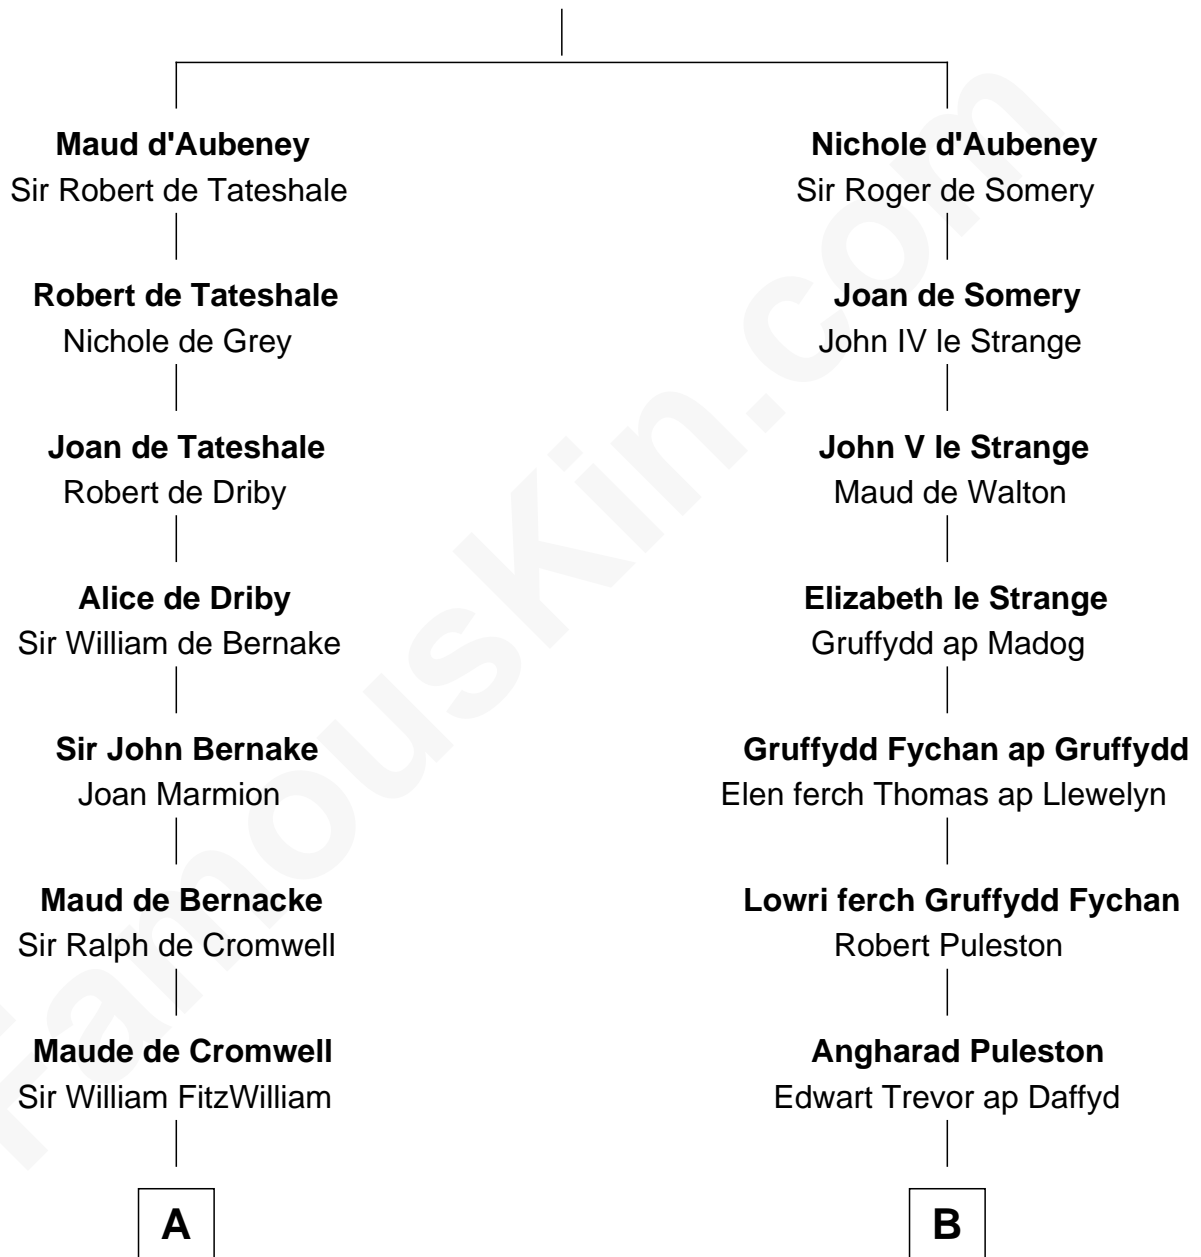 Maud d'Aubeney
Sir Robert de Tateshale
Nichole d'Aubeney
Sir Roger de Somery
Robert de Tateshale
Nichole de Grey
Joan de Somery
John IV le Strange
Joan de Tateshale
Robert de Driby
John V le Strange
Maud de Walton
Alice de Driby
Sir William de Bernake
Elizabeth le Strange
Gruffydd ap Madog
Sir John Bernake
Joan Marmion
Gruffydd Fychan ap Gruffydd
Elen ferch Thomas ap Llewelyn
Maud de Bernacke
Sir Ralph de Cromwell
Lowri ferch Gruffydd Fychan
Robert Puleston
Maude de Cromwell
Sir William FitzWilliam
Angharad Puleston
Edwart Trevor ap Daffyd
A
B
FamousKin.com